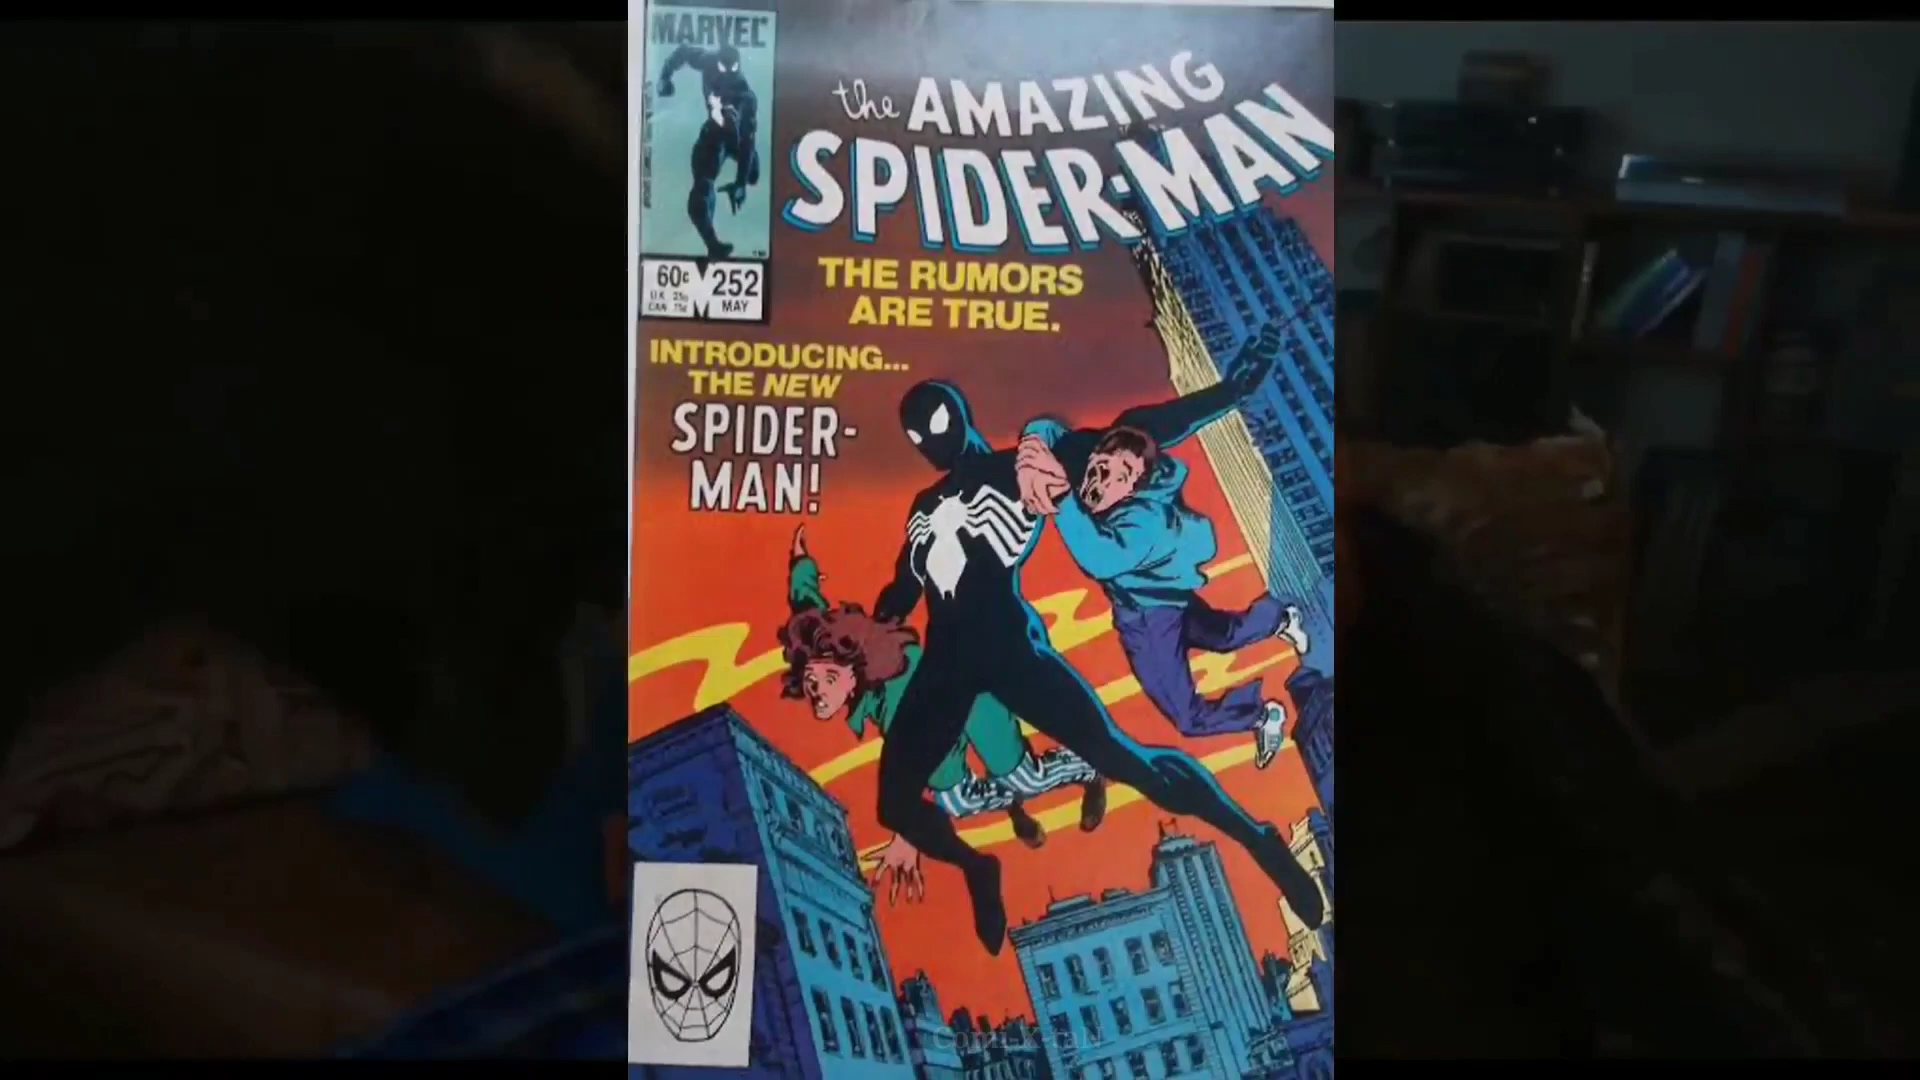 MARVEL
the AMAZING
SPIDER-MAN
60¢
252
MAY
THE RUMORS
ARE TRUE.
INTRODUCING...
THE NEW
SPIDER-
MAN!